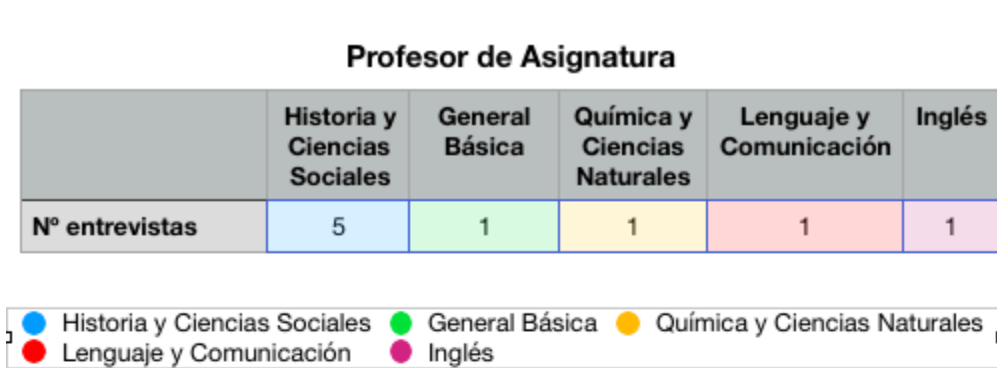 Profesor de Asignatura
Historia y Ciencias Sociales General Básica Química y Ciencias Naturales Lenguaje y Comunicación Inglés
Nº entrevistas 5 1 1 1 1
Historia y Ciencias Sociales General Básica Química y Ciencias Naturales
Lenguaje y Comunicación Inglés